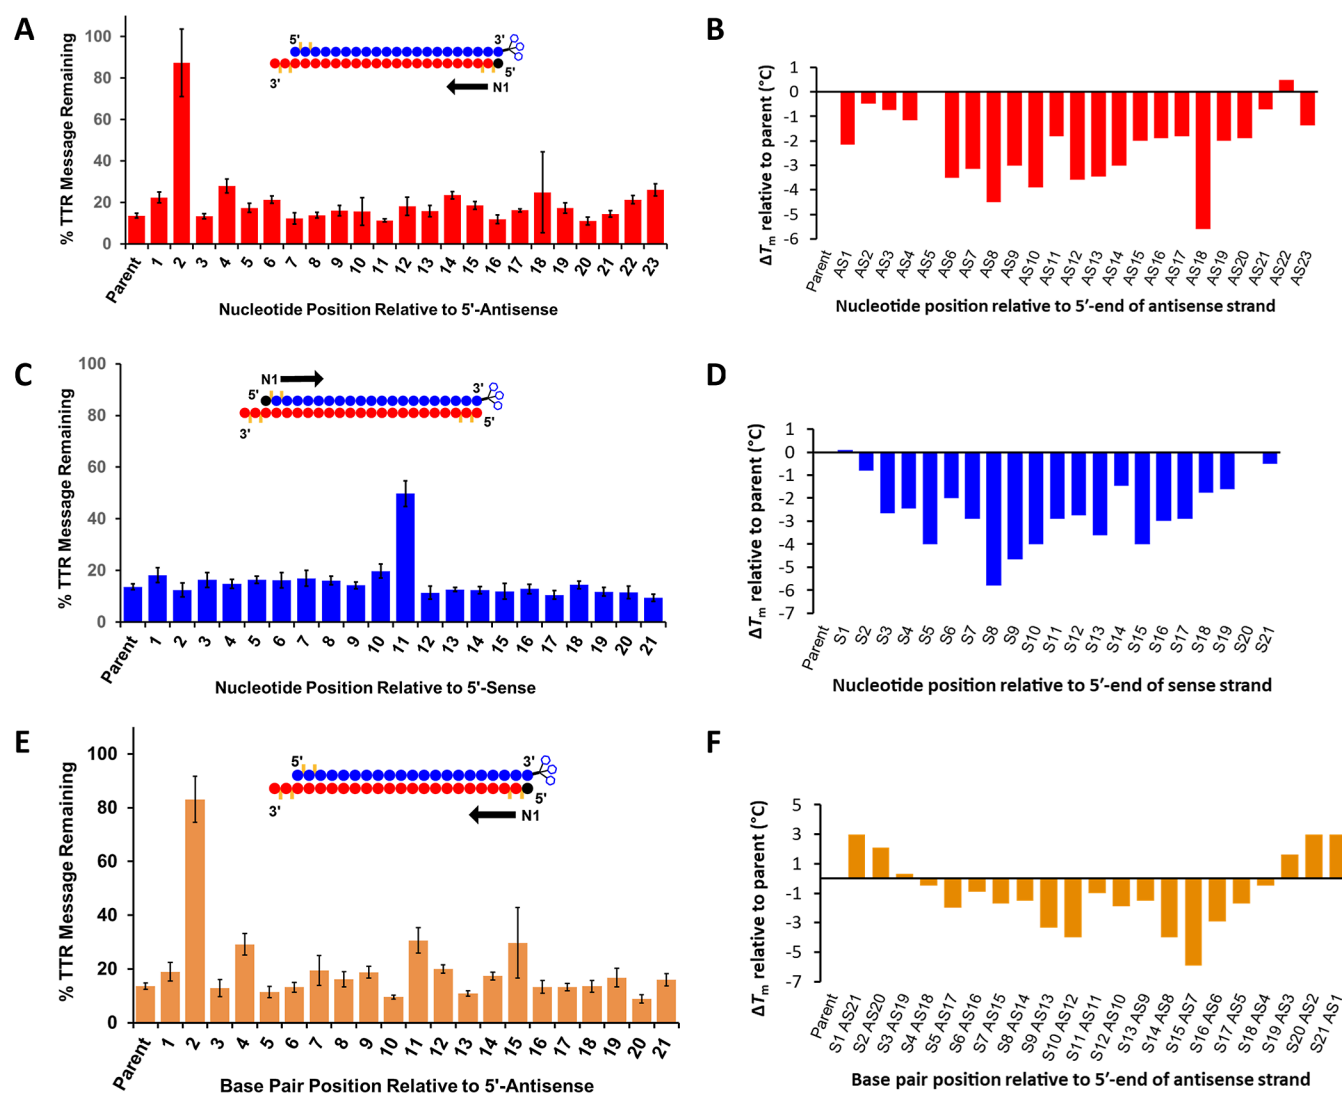 A
% TTR Message Remaining
100
80
60
40
20
0
5'
3'
3'
5'
N1
Parent 1 2 3 4 5 6 7 8 9 10 11 12 13 14 15 16 17 18 19 20 21 22 23
Nucleotide Position Relative to 5'-Antisense
B
ΔTm relative to parent (°C)
1
0
-1
-2
-3
-4
-5
-6
Parent AS1 AS2 AS3 AS4 AS5 AS6 AS7 AS8 AS9 AS10 AS11 AS12 AS13 AS14 AS15 AS16 AS17 AS18 AS19 AS20 AS21 AS22 AS23
Nucleotide position relative to 5′-end of antisense strand
C
% TTR Message Remaining
100
80
60
40
20
0
N1
5'
3'
3'
5'
Parent 1 2 3 4 5 6 7 8 9 10 11 12 13 14 15 16 17 18 19 20 21
Nucleotide Position Relative to 5'-Sense
D
ΔTm relative to parent (°C)
1
0
-1
-2
-3
-4
-5
-6
-7
Parent S1 S2 S3 S4 S5 S6 S7 S8 S9 S10 S11 S12 S13 S14 S15 S16 S17 S18 S19 S20 S21
Nucleotide position relative to 5′-end of sense strand
E
% TTR Message Remaining
100
80
60
40
20
0
5'
3'
3'
5'
N1
Parent 1 2 3 4 5 6 7 8 9 10 11 12 13 14 15 16 17 18 19 20 21
Base Pair Position Relative to 5'-Antisense
F
ΔTm relative to parent (°C)
5
3
1
-1
-3
-5
-7
Parent S1 AS21 S2 AS20 S3 AS19 S4 AS18 S5 AS17 S6 AS16 S7 AS15 S8 AS14 S9 AS13 S10 AS12 S11 AS11 S12 AS10 S13 AS9 S14 AS8 S15 AS7 S16 AS6 S17 AS5 S18 AS4 S19 AS3 S20 AS2 S21 AS1
Base pair position relative to 5′-end of antisense strand